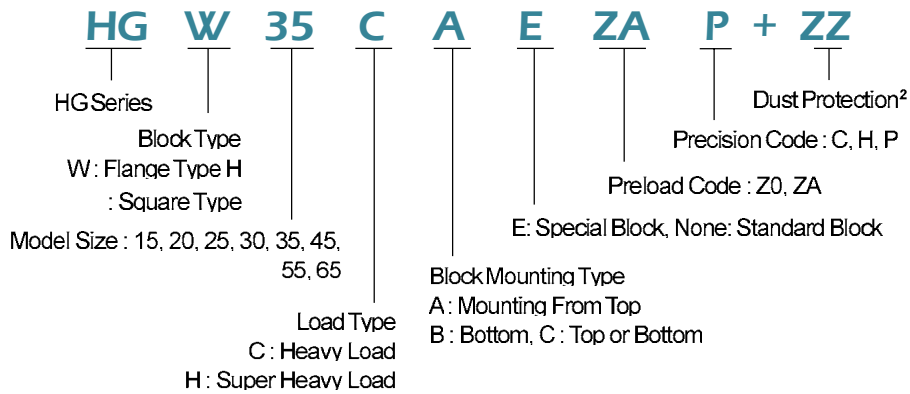 HG W 35 C A E ZA P + ZZ
HG Series
Block Type
W : Flange Type H
: Square Type
Model Size : 15, 20, 25, 30, 35, 45,
55, 65
Load Type
C : Heavy Load
H : Super Heavy Load
Block Mounting Type
A : Mounting From Top
B : Bottom, C : Top or Bottom
E: Special Block, None: Standard Block
Preload Code : Z0, ZA
Precision Code : C, H, P
Dust Protection²